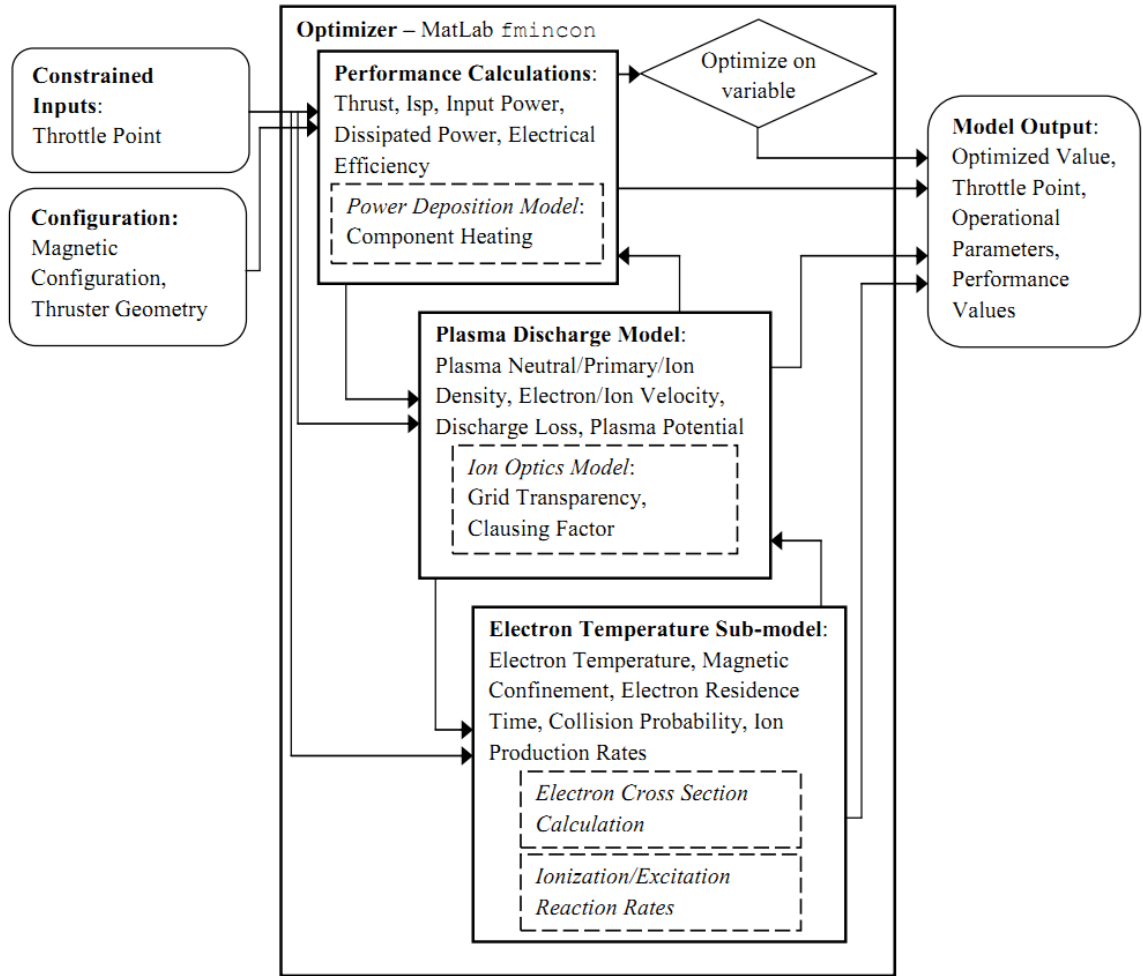 Optimizer – MatLab fmincon
Constrained
Inputs:
Throttle Point
Configuration:
Magnetic
Configuration,
Thruster Geometry
Performance Calculations:
Thrust, Isp, Input Power,
Dissipated Power, Electrical
Efficiency
Power Deposition Model:
Component Heating
Optimize on
variable
Plasma Discharge Model:
Plasma Neutral/Primary/Ion
Density, Electron/Ion Velocity,
Discharge Loss, Plasma Potential
Ion Optics Model:
Grid Transparency,
Clausing Factor
Electron Temperature Sub-model:
Electron Temperature, Magnetic
Confinement, Electron Residence
Time, Collision Probability, Ion
Production Rates
Electron Cross Section
Calculation
Ionization/Excitation
Reaction Rates
Model Output:
Optimized Value,
Throttle Point,
Operational
Parameters,
Performance
Values